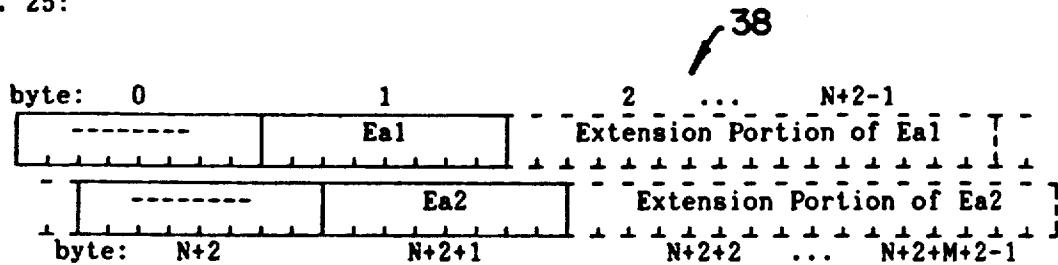 . 25:
38
byte: 0 1 2 ... N+2-1
-------- Ea1 Extension Portion of Ea1
-------- Ea2 Extension Portion of Ea2
byte: N+2 N+2+1 N+2+2 ... N+2+M+2-1